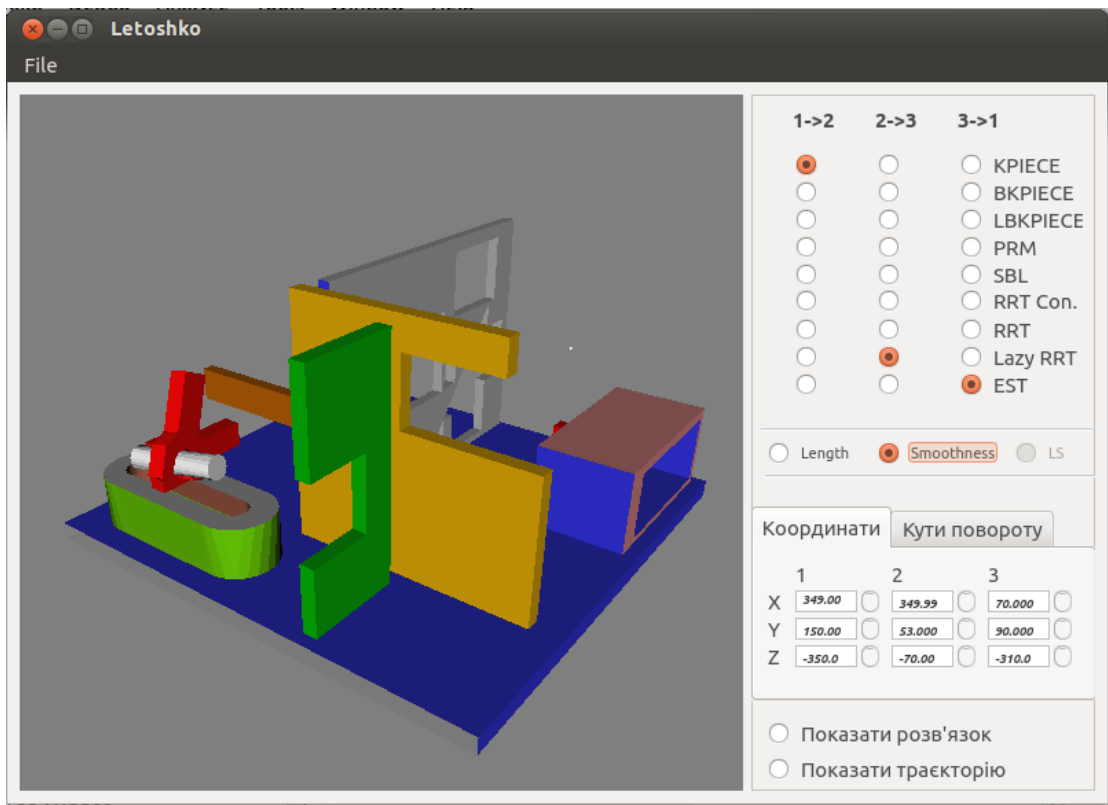 Letoshko
File
1->2 2->3 3->1
KPIECE
BKPIECE
LBKPIECE
PRM
SBL
RRT Con.
RRT
Lazy RRT
EST
Length Smoothness LS
Координати Кути повороту
1 2 3
X 349.00 349.99 70.000
Y 150.00 53.000 90.000
Z -350.0 -70.00 -310.0
Показати розв'язок
Показати траєкторію